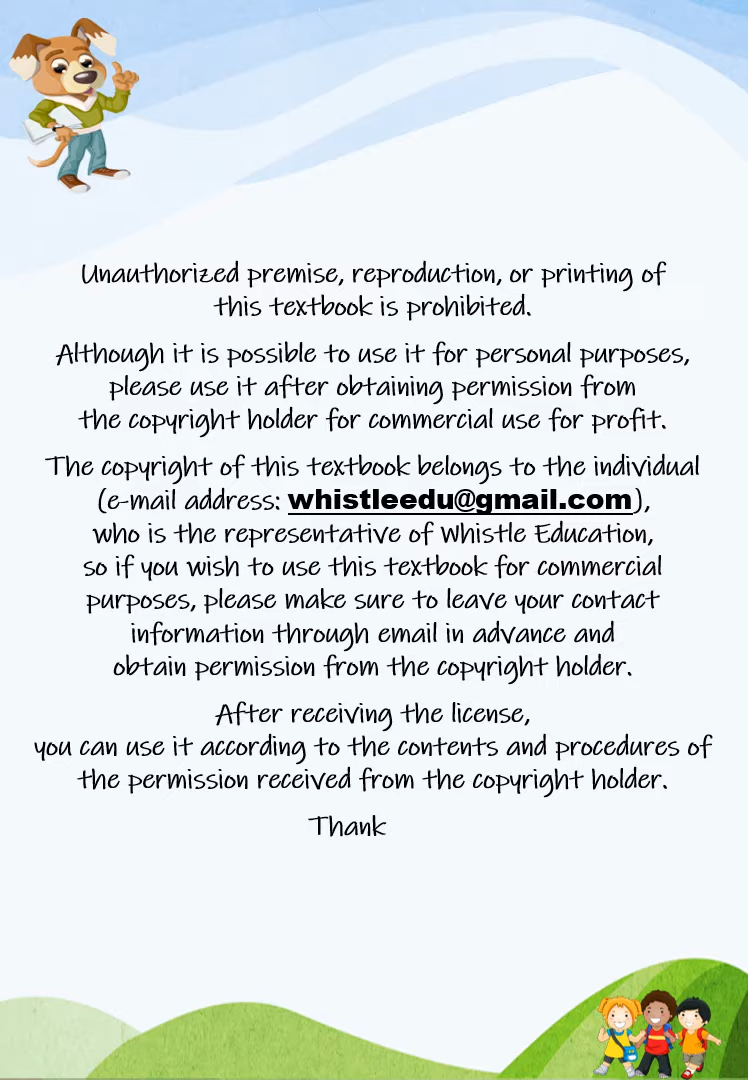 Unauthorized premise, reproduction, or printing of
this textbook is prohibited.
Although it is possible to use it for personal purposes,
please use it after obtaining permission from
the copyright holder for commercial use for profit.
The copyright of this textbook belongs to the individual
(e-mail address: whistleedu@gmail.com),
who is the representative of Whistle Education,
so if you wish to use this textbook for commercial
purposes, please make sure to leave your contact
information through email in advance and
obtain permission from the copyright holder.
After receiving the license,
you can use it according to the contents and procedures of
the permission received from the copyright holder.
Thank